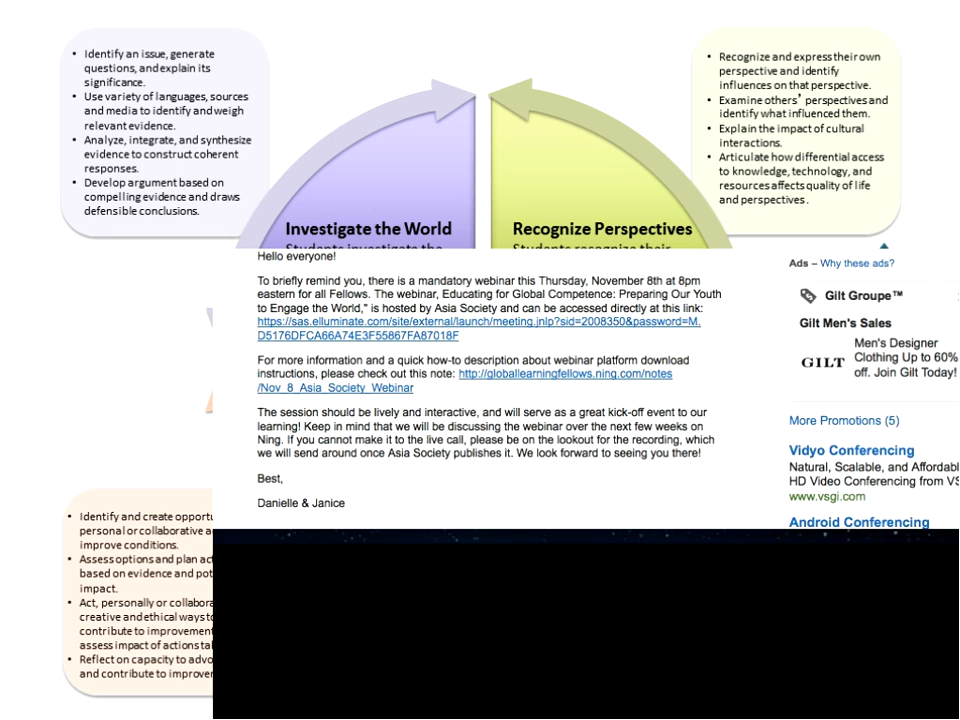 • Identify an issue, generate
questions, and explain its
significance.
• Use variety of languages, sources
and media to identify and weigh
relevant evidence.
• Analyze, integrate, and synthesize
evidence to construct coherent
responses.
• Develop argument based on
compelling evidence and draws
defensible conclusions.
• Recognize and express their own
perspective and identify
influences on that perspective.
• Examine others’ perspectives and
identify what influenced them.
• Explain the impact of cultural
interactions.
• Articulate how differential access
to knowledge, technology, and
resources affects quality of life
and perspectives.
Investigate the World
Students investigate the
Recognize Perspectives
Students recognize their
Hello everyone!
To briefly remind you, there is a mandatory webinar this Thursday, November 8th at 8pm
eastern for all Fellows. The webinar, Educating for Global Competence: Preparing Our Youth
to Engage the World," is hosted by Asia Society and can be accessed directly at this link:
https://sas.elluminate.com/site/external/launch/meeting.jnlp?sid=2008350&password=M.
D5176DFCA66A74E3F55867FA87018F
For more information and a quick how-to description about webinar platform download
instructions, please check out this note: http://globallearningfellows.ning.com/notes
/Nov_8_Asia_Society_Webinar
The session should be lively and interactive, and will serve as a great kick-off event to our
learning! Keep in mind that we will be discussing the webinar over the next few weeks on
Ning. If you cannot make it to the live call, please be on the lookout for the recording, which
we will send around once Asia Society publishes it. We look forward to seeing you there!
Best,
Danielle & Janice
Ads – Why these ads?
Gilt Groupe™
Gilt Men's Sales
GILT
Men's Designer
Clothing Up to 60%
off. Join Gilt Today!
More Promotions (5)
Vidyo Conferencing
Natural, Scalable, and Affordabl
HD Video Conferencing from VS
www.vsgi.com
Android Conferencing
• Identify and create opportu
personal or collaborative a
improve conditions.
• Assess options and plan act
based on evidence and pot
impact.
• Act, personally or collabora
creative and ethical ways to
contribute to improvement
assess impact of actions ta
• Reflect on capacity to advo
and contribute to improve